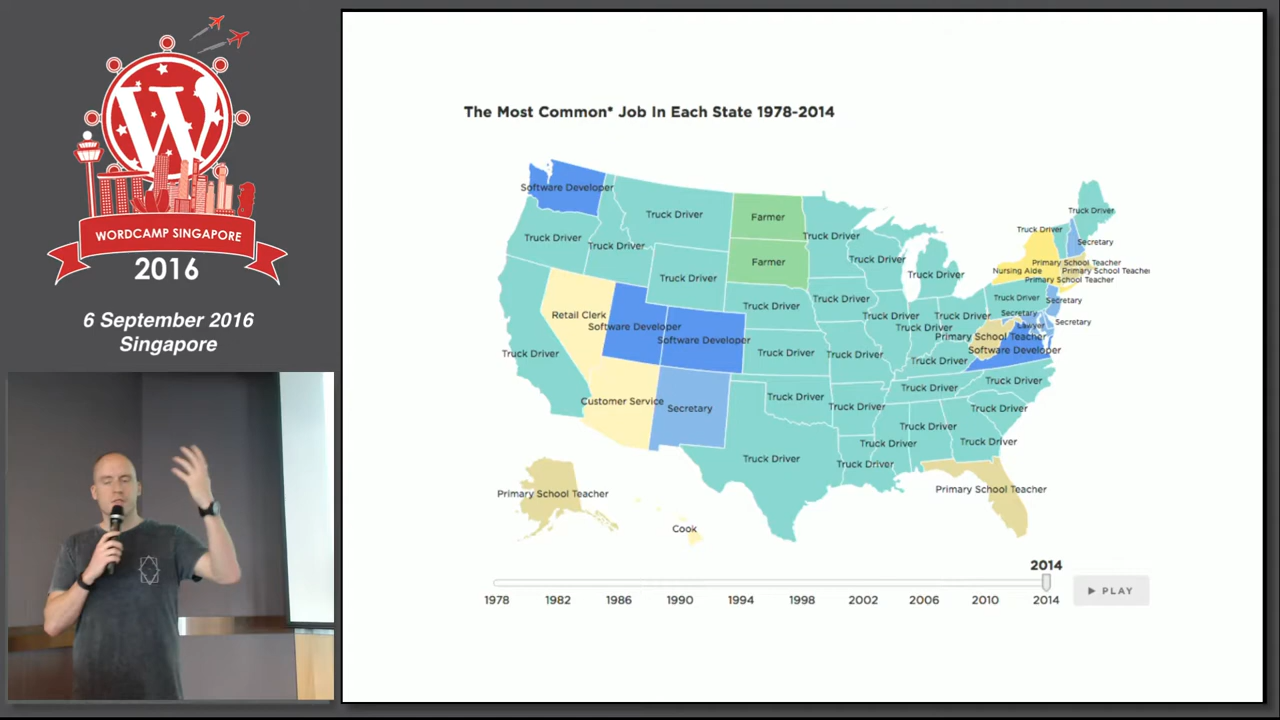 WORDCAMP SINGAPORE
2016
6 September 2016
Singapore
The Most Common* Job In Each State 1978-2014
Software Developer
Truck Driver
Truck Driver
Truck Driver
Farmer
Farmer
Truck Driver
Truck Driver
Truck Driver
Truck Driver
Truck Driver
Secretary
Primary School Teacher
Nursing Aide
Primary School Teacher
Primary School Teacher
Truck Driver
Truck Driver
Truck Driver
Truck Driver
Secretary
Retail Clerk
Software Developer
Software Developer
Truck Driver
Truck Driver
Truck Driver
Secretary
Lawyer
Secretary
Primary School Teacher
Software Developer
Truck Driver
Truck Driver
Truck Driver
Truck Driver
Customer Service
Secretary
Truck Driver
Truck Driver
Truck Driver
Truck Driver
Truck Driver
Truck Driver
Truck Driver
Truck Driver
Truck Driver
Truck Driver
Primary School Teacher
Primary School Teacher
Cook
2014
1978 1982 1986 1990 1994 1998 2002 2006 2010 2014
PLAY